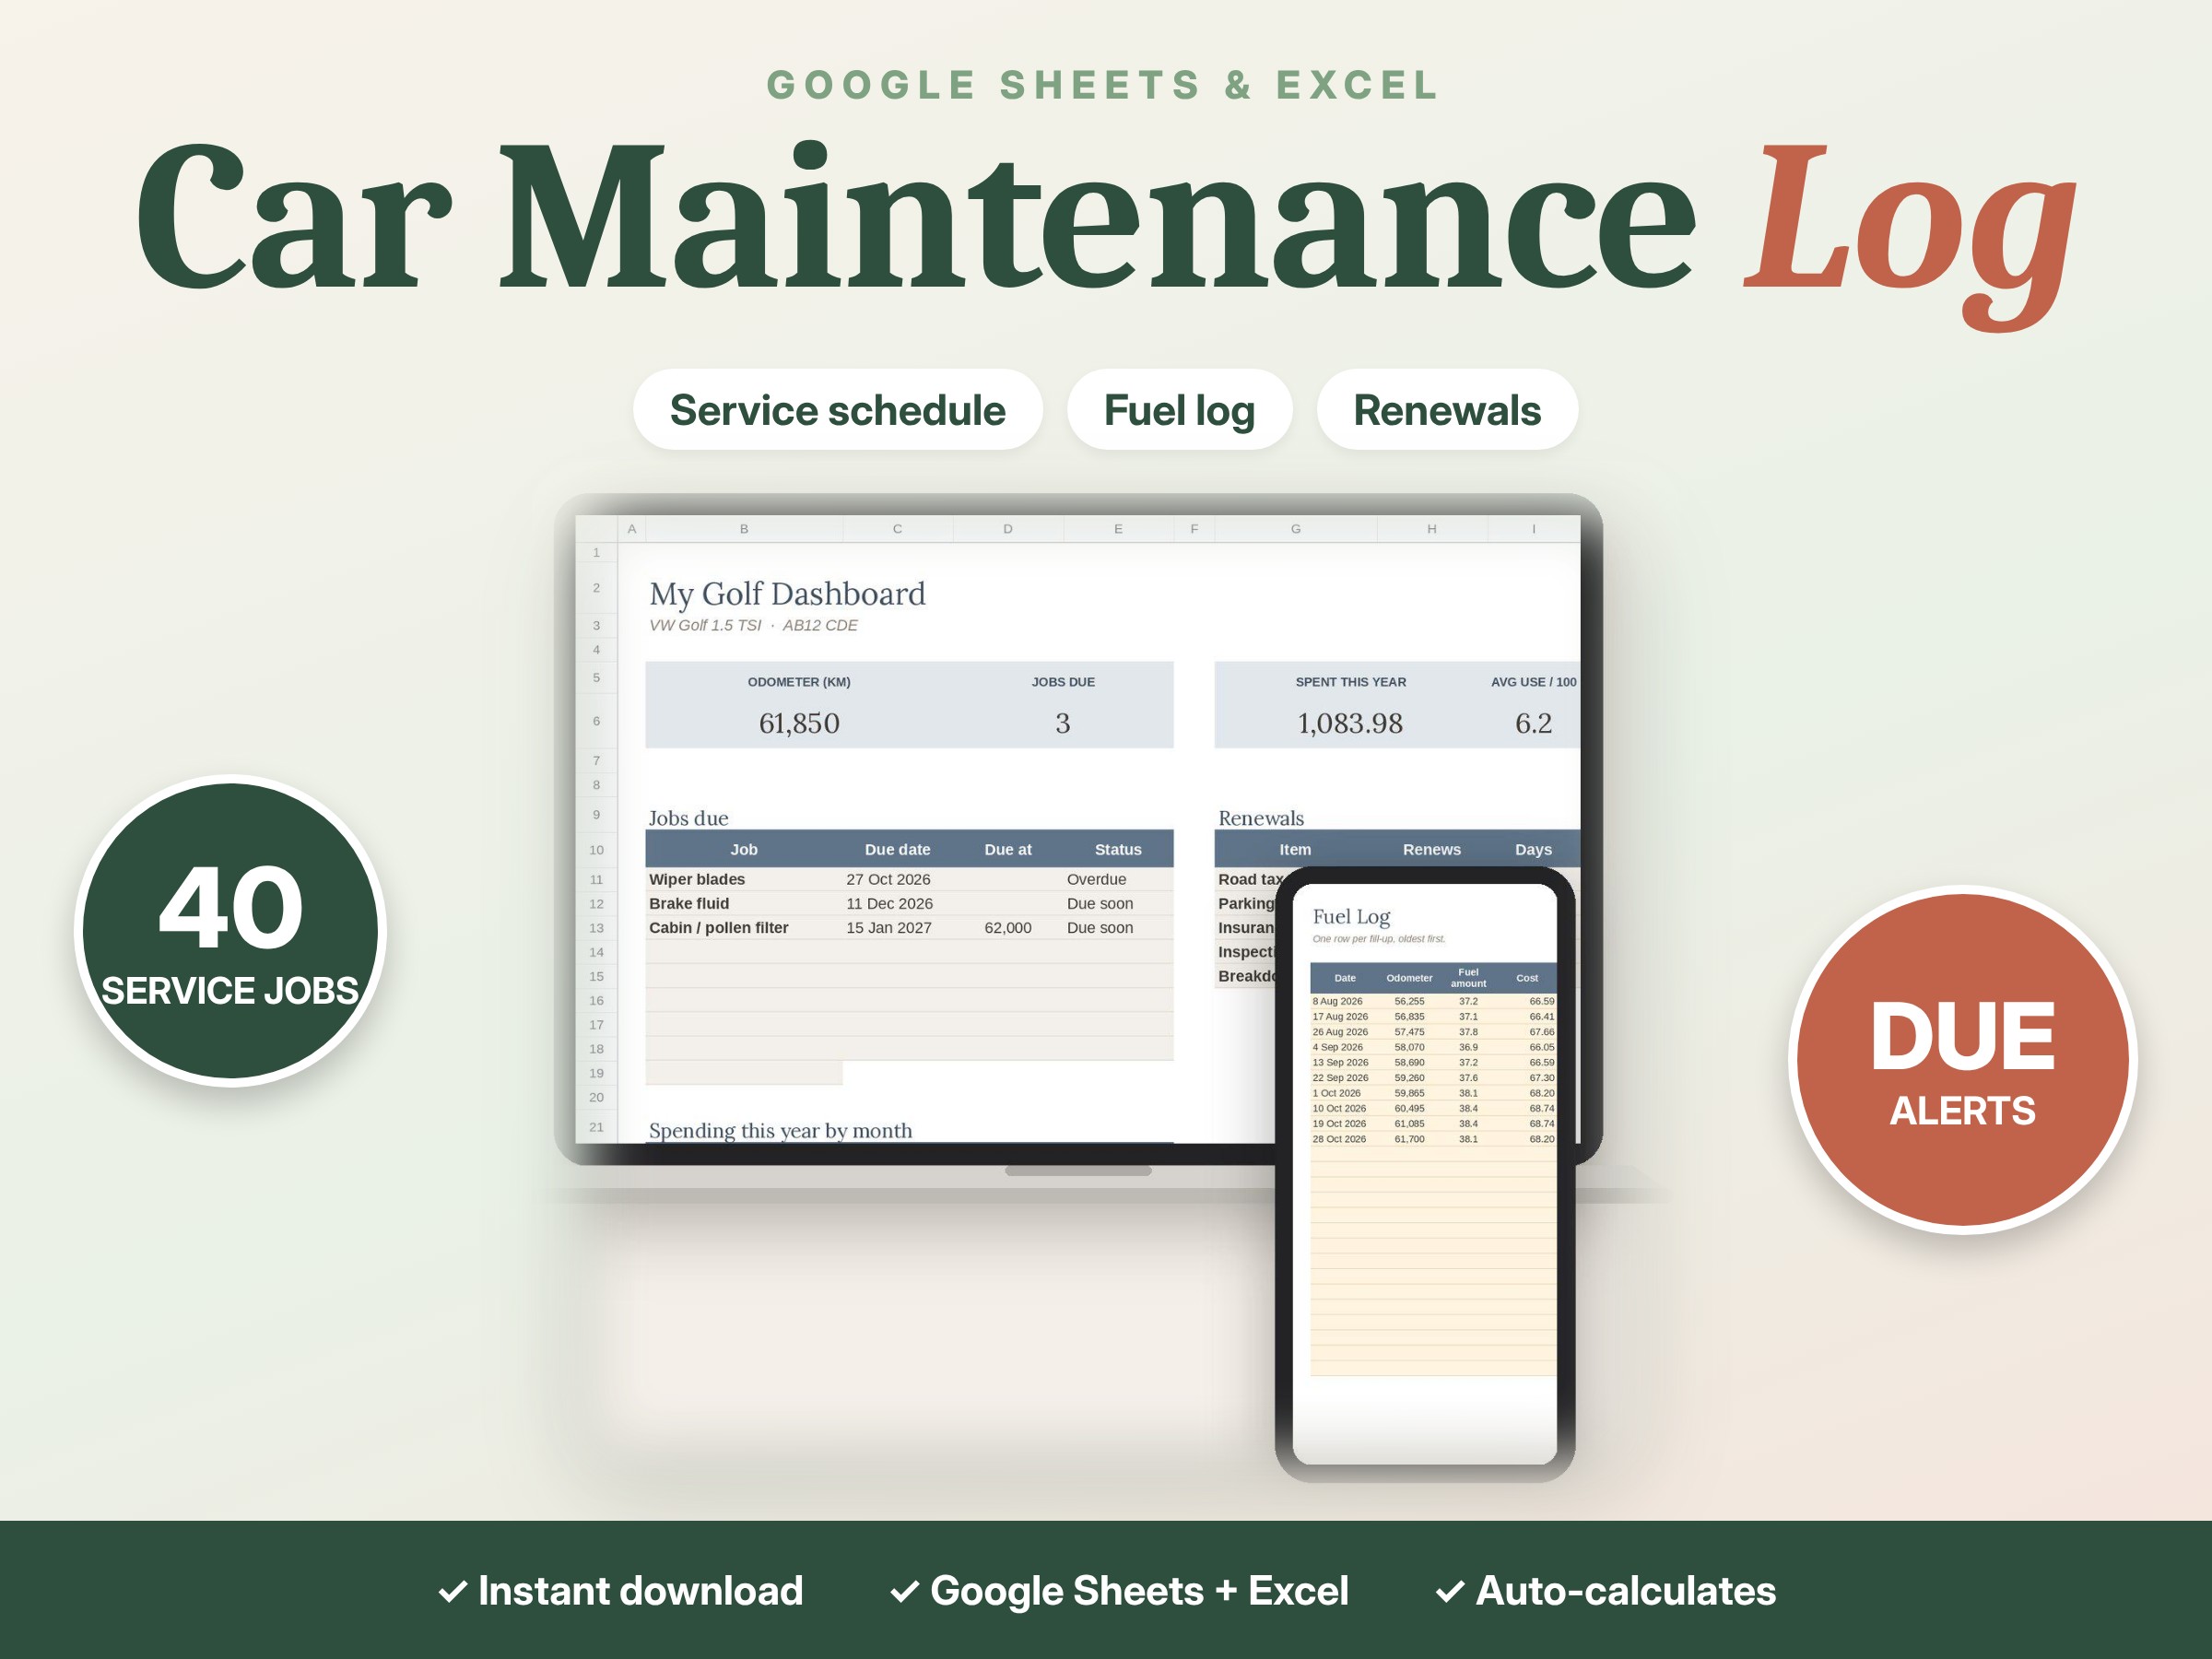 GOOGLE SHEETS & EXCEL
Car Maintenance Log
Service schedule
Fuel log
Renewals
A B C D E F G H I
1
2 My Golf Dashboard
3 VW Golf 1.5 TSI · AB12 CDE
4
5 ODOMETER (KM) JOBS DUE SPENT THIS YEAR AVG USE / 100
6 61,850 3 1,083.98 6.2
7
8
9 Jobs due Renewals
10 Job Due date Due at Status Item Renews Days
11 Wiper blades 27 Oct 2026 Overdue Road tax
12 Brake fluid 11 Dec 2026 Due soon Parking
13 Cabin / pollen filter 15 Jan 2027 62,000 Due soon Insuran
14 Inspecti
15 Breakdo
16
17
18
19
20
21 Spending this year by month
Fuel Log
One row per fill-up, oldest first.
Date Odometer Fuel amount Cost
8 Aug 2026 56,255 37.2 66.59
17 Aug 2026 56,835 37.1 66.41
26 Aug 2026 57,475 37.8 67.66
4 Sep 2026 58,070 36.9 66.05
13 Sep 2026 58,690 37.2 66.59
22 Sep 2026 59,260 37.6 67.30
1 Oct 2026 59,865 38.1 68.20
10 Oct 2026 60,495 38.4 68.74
19 Oct 2026 61,085 38.4 68.74
28 Oct 2026 61,700 38.1 68.20
40
SERVICE JOBS
DUE
ALERTS
✓ Instant download
✓ Google Sheets + Excel
✓ Auto-calculates